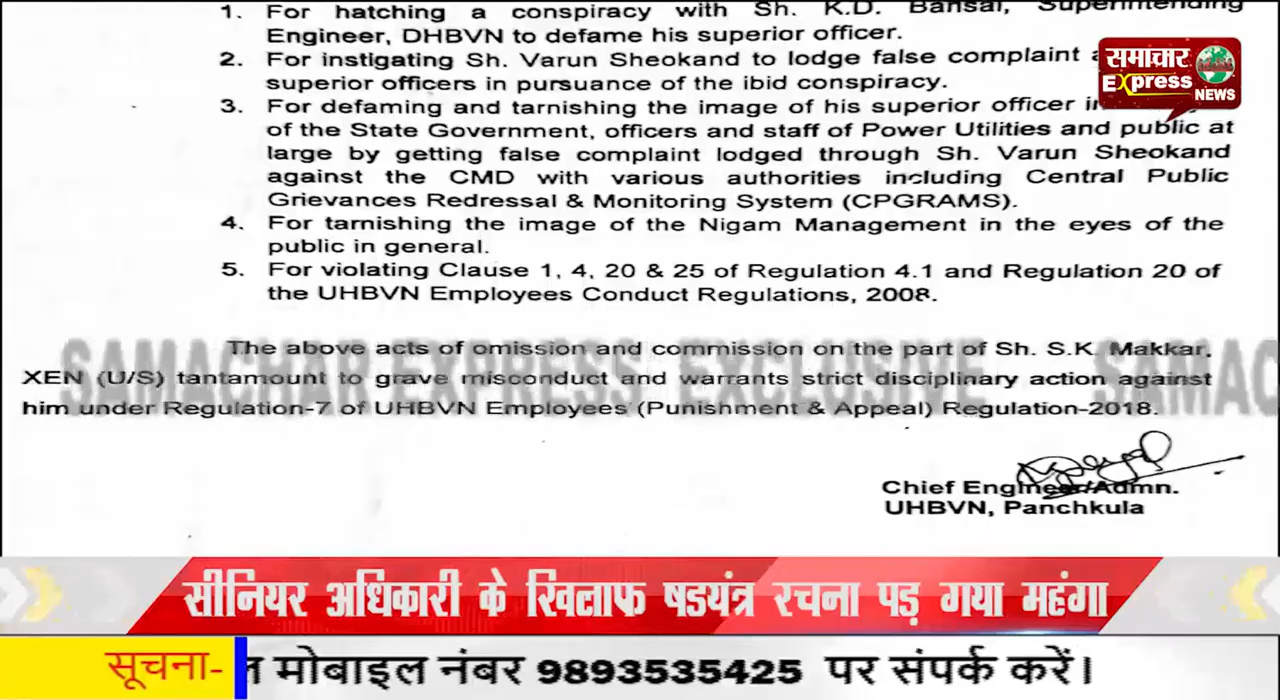 1. For hatching a conspiracy with Sh. K.D. Bansal, Superintending
Engineer, DHBVN to defame his superior officer.
2. For instigating Sh. Varun Sheokand to lodge false complaint
superior officers in pursuance of the ibid conspiracy.
3. For defaming and tarnishing the image of his superior officer in
of the State Government, officers and staff of Power Utilities and public at
large by getting false complaint lodged through Sh. Varun Sheokand
against the CMD with various authorities including Central Public
Grievances Redressal & Monitoring System (CPGRAMS).
4. For tarnishing the image of the Nigam Management in the eyes of the
public in general.
5. For violating Clause 1, 4, 20 & 25 of Regulation 4.1 and Regulation 20 of
the UHBVN Employees Conduct Regulations, 2008.
समाचार
Express
NEWS
The above acts of omission and commission on the part of Sh. S.K. Makkar,
XEN (U/S) tantamount to grave misconduct and warrants strict disciplinary action against
him under Regulation-7 of UHBVN Employees (Punishment & Appeal) Regulation-2018.
SAMACHAR EXPRESS EXCLUSIVE SAMAC
Chief Engineer/Admn.
UHBVN, Panchkula
सीनियर अधिकारी के खिलाफ षडयंत्र रचना पड़ गया महंगा
सूचना- मोबाइल नंबर 9893535425 पर संपर्क करें।